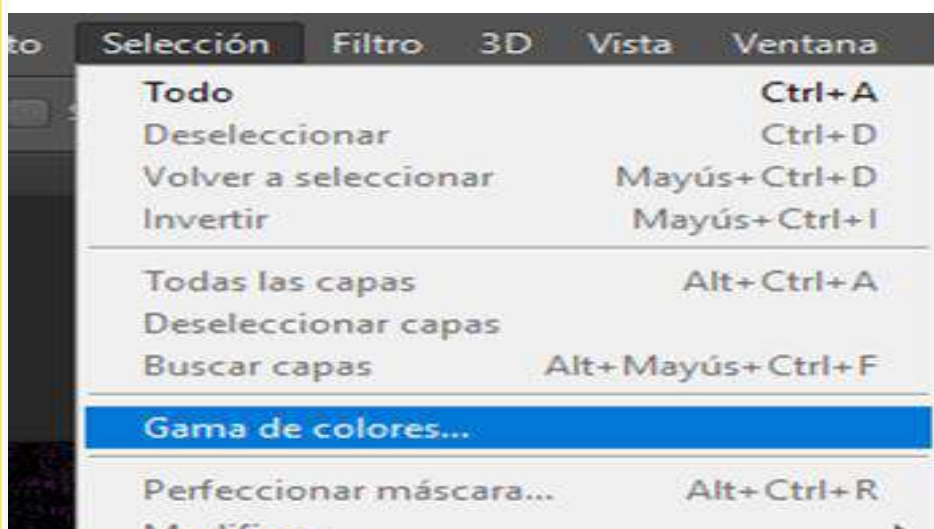 to Selección Filtro 3D Vista Ventana
Todo Ctrl+A
Deseleccionar Ctrl+D
Volver a seleccionar Mayús+Ctrl+D
Invertir Mayús+Ctrl+I
Todas las capas Alt+Ctrl+A
Deseleccionar capas
Buscar capas Alt+Mayús+Ctrl+F
Gama de colores...
Perfeccionar máscara... Alt+Ctrl+R